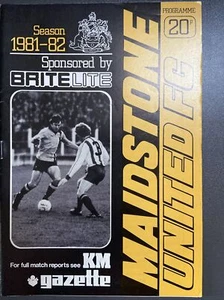 Season
1981-82
Sponsored by
BRITELITE
PROGRAMME
20p
MAIDSTONE
UNITED FC
For full match reports see KM
gazette